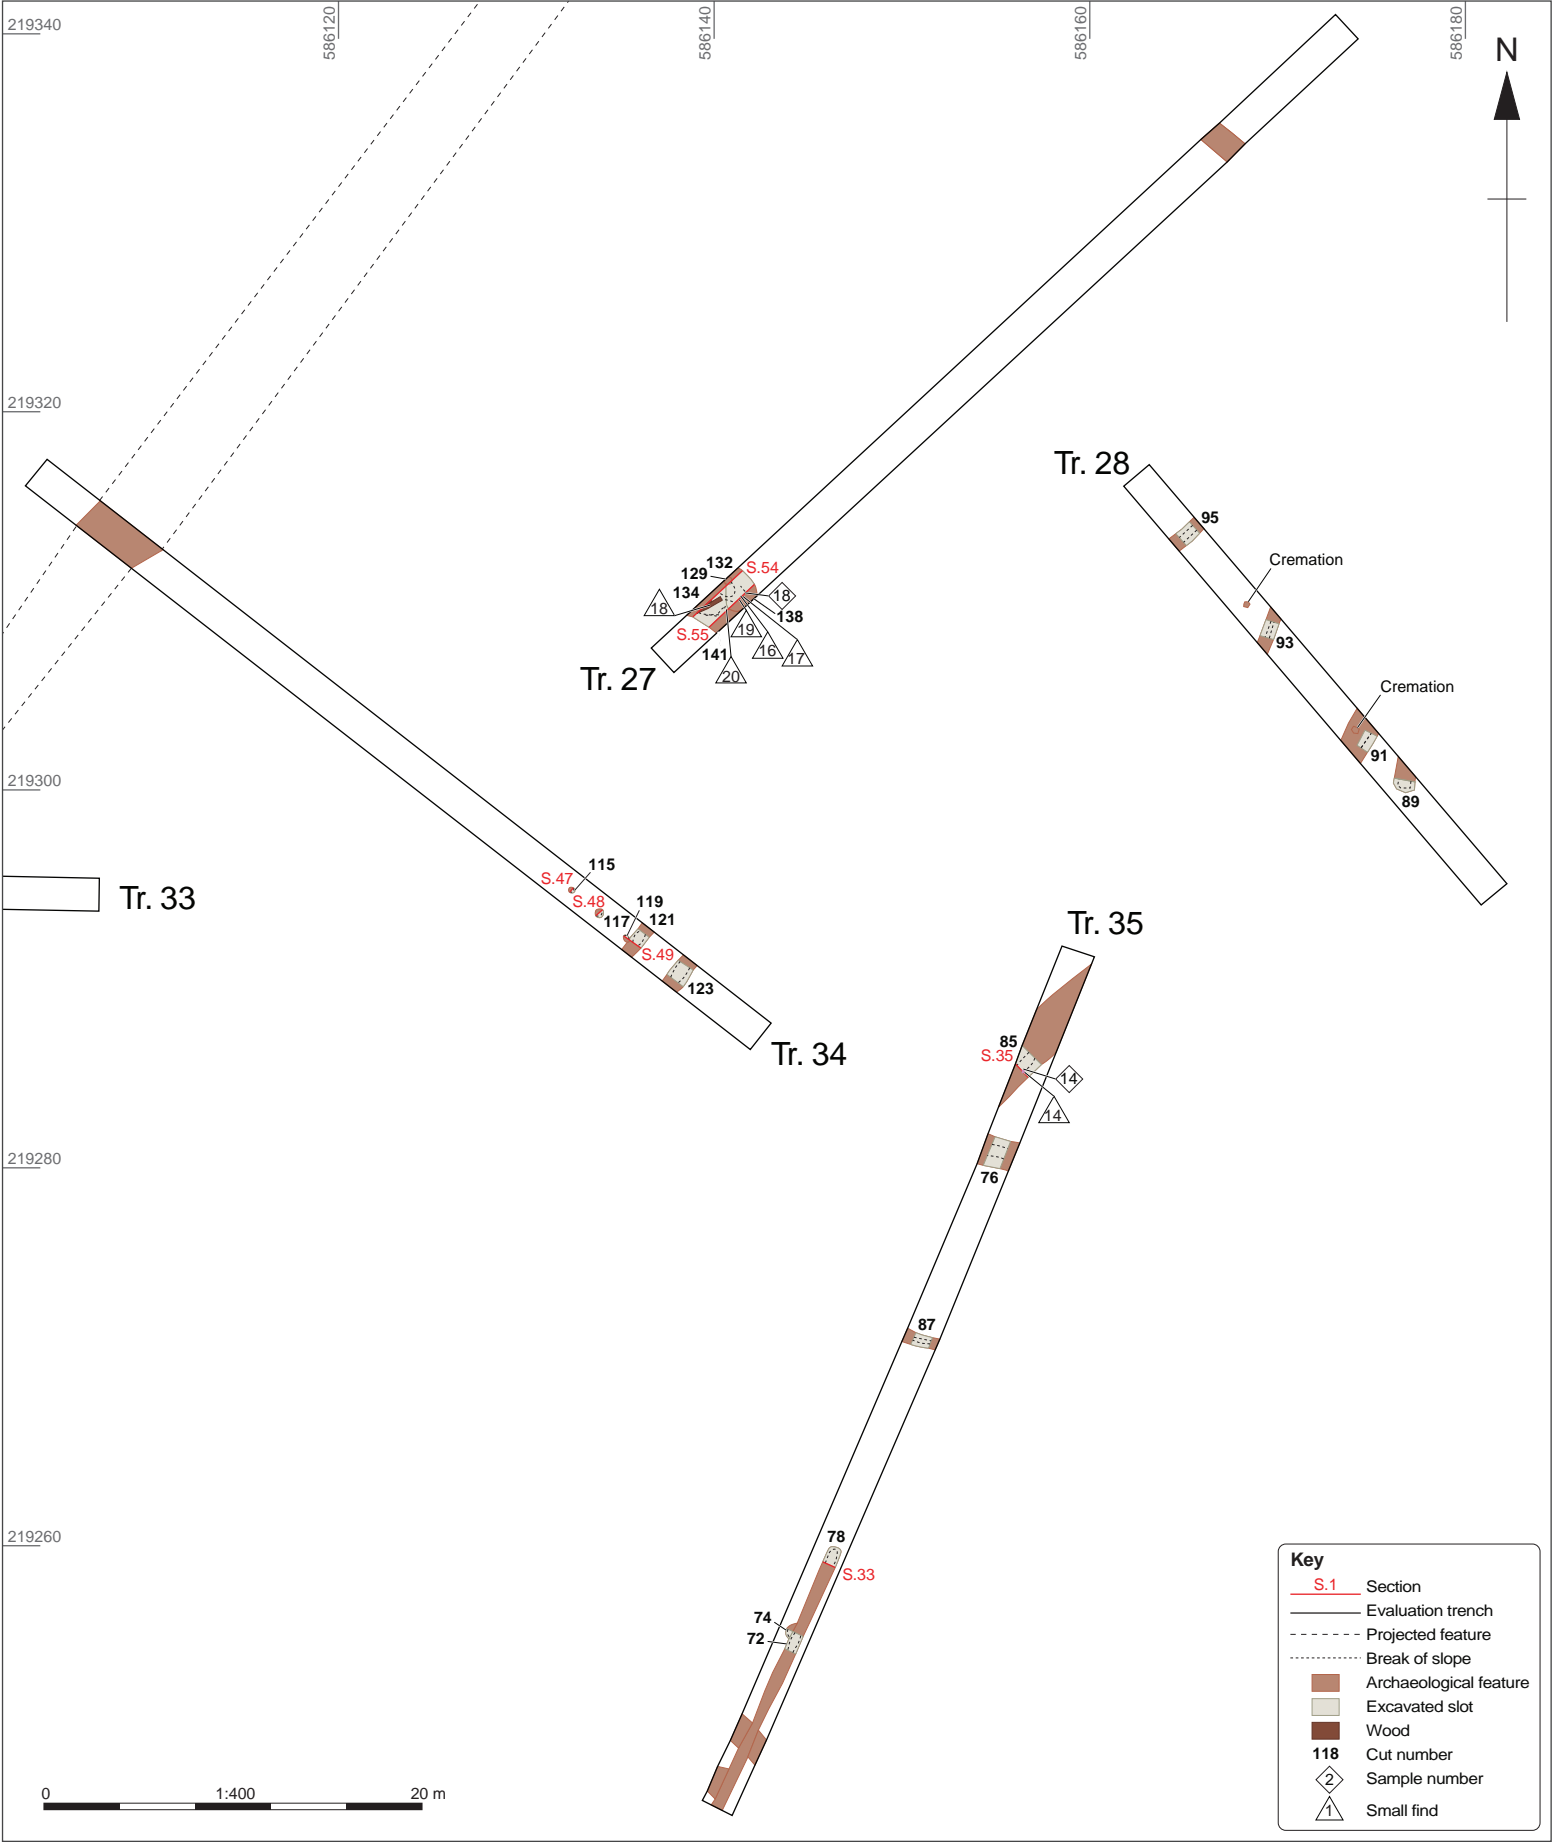 219340
586120
586140
586160
586180
N
219320
Tr. 28
95
Cremation
132
129
S.54
134
18
18
138
93
19
S.55
141
16
17
20
Tr. 27
Cremation
91
219300
89
115
S.47
Tr. 33
S.48
119
117
121
S.49
123
Tr. 35
Tr. 34
85
S.35
14
14
219280
76
87
219260
78
S.33
74
72
Key
S.1 Section
Evaluation trench
Projected feature
Break of slope
Archaeological feature
Excavated slot
Wood
118 Cut number
2 Sample number
1 Small find
0 1:400 20 m